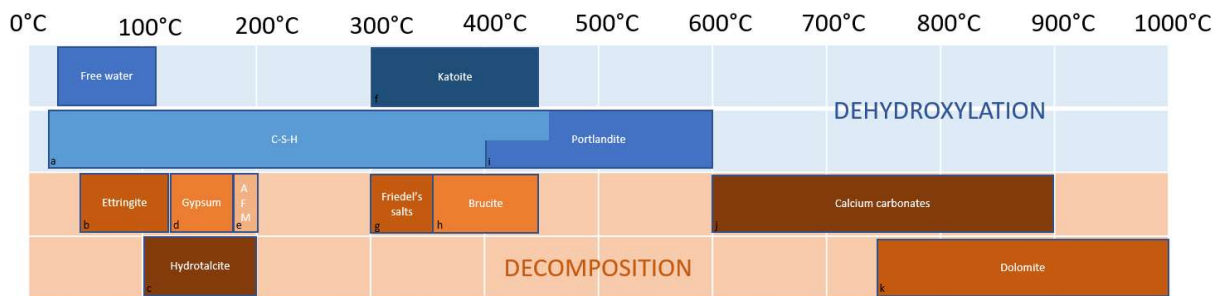 0°C 100°C 200°C 300°C 400°C 500°C 600°C 700°C 800°C 900°C 1000°C
Free water
f
Katoite
DEHYDROXYLATION
a
C-S-H
i
Portlandite
b
Ettringite
d
Gypsum
e
A
F
M
g
Friedel's
salts
h
Brucite
j
Calcium carbonates
c
Hydrotalcite
DECOMPOSITION
k
Dolomite